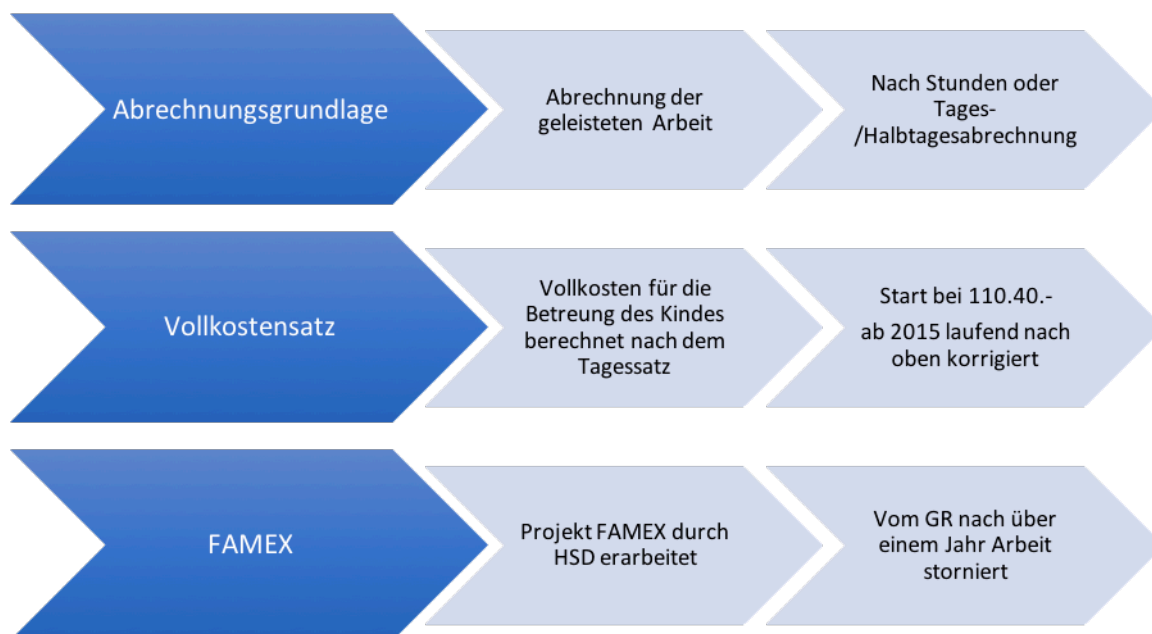 Abrechnungsgrundlage
Abrechnung der
geleisteten Arbeit
Nach Stunden oder
Tages-
/Halbtagesabrechnung
Vollkostensatz
Vollkosten für die
Betreung des Kindes
berechnet nach dem
Tagessatz
Start bei 110.40.-
ab 2015 laufend nach
oben korrigiert
FAMEX
Projekt FAMEX durch
HSD erarbeitet
Vom GR nach über
einem Jahr Arbeit
storniert